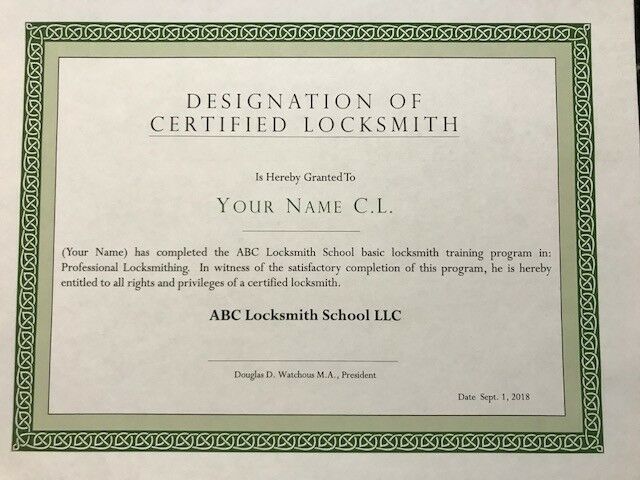 DESIGNATION OF
CERTIFIED LOCKSMITH
Is Hereby Granted To
YOUR NAME C.L.
(Your Name) has completed the ABC Locksmith School basic locksmith training program in:
Professional Locksmithing. In witness of the satisfactory completion of this program, he is hereby
entitled to all rights and privileges of a certified locksmith.
ABC Locksmith School LLC
Douglas D. Watchous M.A., President
Date Sept. 1, 2018